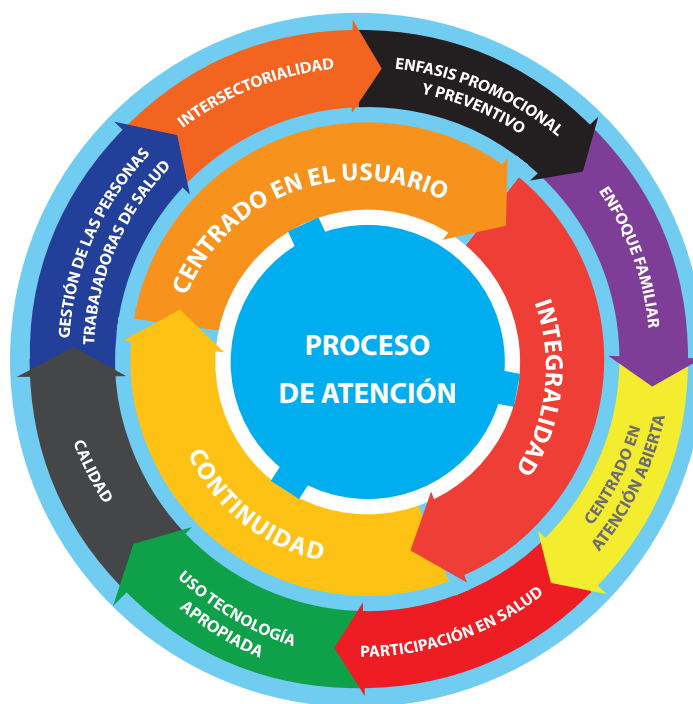 INTERSECTORIALIDAD
ENFASIS PROMOCIONAL
Y PREVENTIVO
ENFOQUE FAMILIAR
CENTRADO EN
ATENCIÓN ABIERTA
PARTICIPACIÓN EN SALUD
USO TECNOLOGÍA
APROPIADA
CALIDAD
GESTIÓN DE LAS PERSONAS
TRABAJADORAS DE SALUD
CENTRADO EN EL USUARIO
INTEGRALIDAD
CONTINUIDAD
PROCESO
DE ATENCIÓN